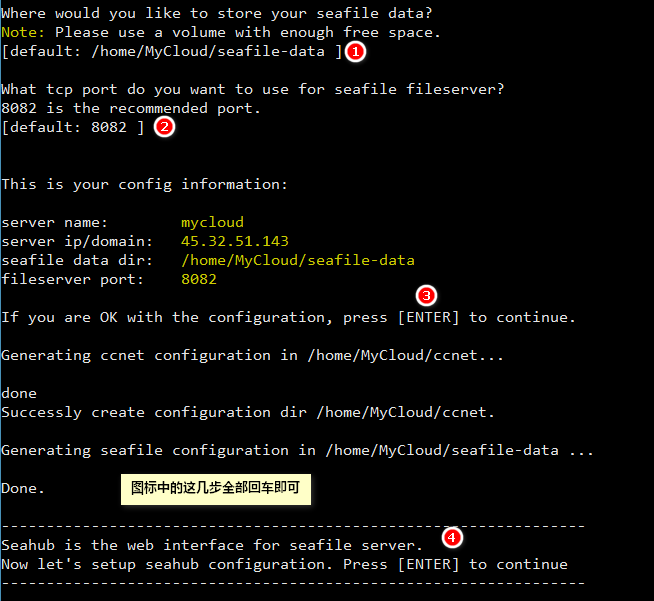 Where would you like to store your seafile data?
Note: Please use a volume with enough free space.
[default: /home/MyCloud/seafile-data ] 1
What tcp port do you want to use for seafile fileserver?
8082 is the recommended port.
[default: 8082 ] 2
This is your config information:
server name: mycloud
server ip/domain: 45.32.51.143
seafile data dir: /home/MyCloud/seafile-data
fileserver port: 8082
3
If you are OK with the configuration, press [ENTER] to continue.
Generating ccnet configuration in /home/MyCloud/ccnet...
done
Successly create configuration dir /home/MyCloud/ccnet.
Generating seafile configuration in /home/MyCloud/seafile-data ...
Done. 图标中的这几步全部回车即可
-----------------------------------------------------------------
Seahub is the web interface for seafile server. 4
Now let's setup seahub configuration. Press [ENTER] to continue
-----------------------------------------------------------------